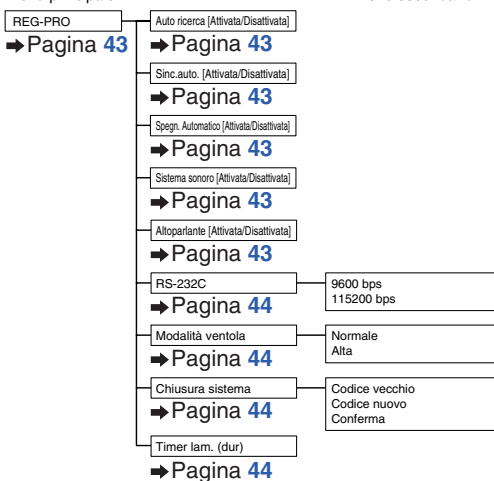 REG-PRO
➡Pagina 43
Auto ricerca [Attivata/Disattivata]
➡Pagina 43
Sinc.auto. [Attivata/Disattivata]
➡Pagina 43
Spegn. Automatico [Attivata/Disattivata]
➡Pagina 43
Sistema sonoro [Attivata/Disattivata]
➡Pagina 43
Altoparlante [Attivata/Disattivata]
➡Pagina 43
RS-232C
➡Pagina 44
9600 bps
115200 bps
Modalità ventola
➡Pagina 44
Normale
Alta
Chiusura sistema
➡Pagina 44
Codice vecchio
Codice nuovo
Conferma
Timer lam. (dur)
➡Pagina 44